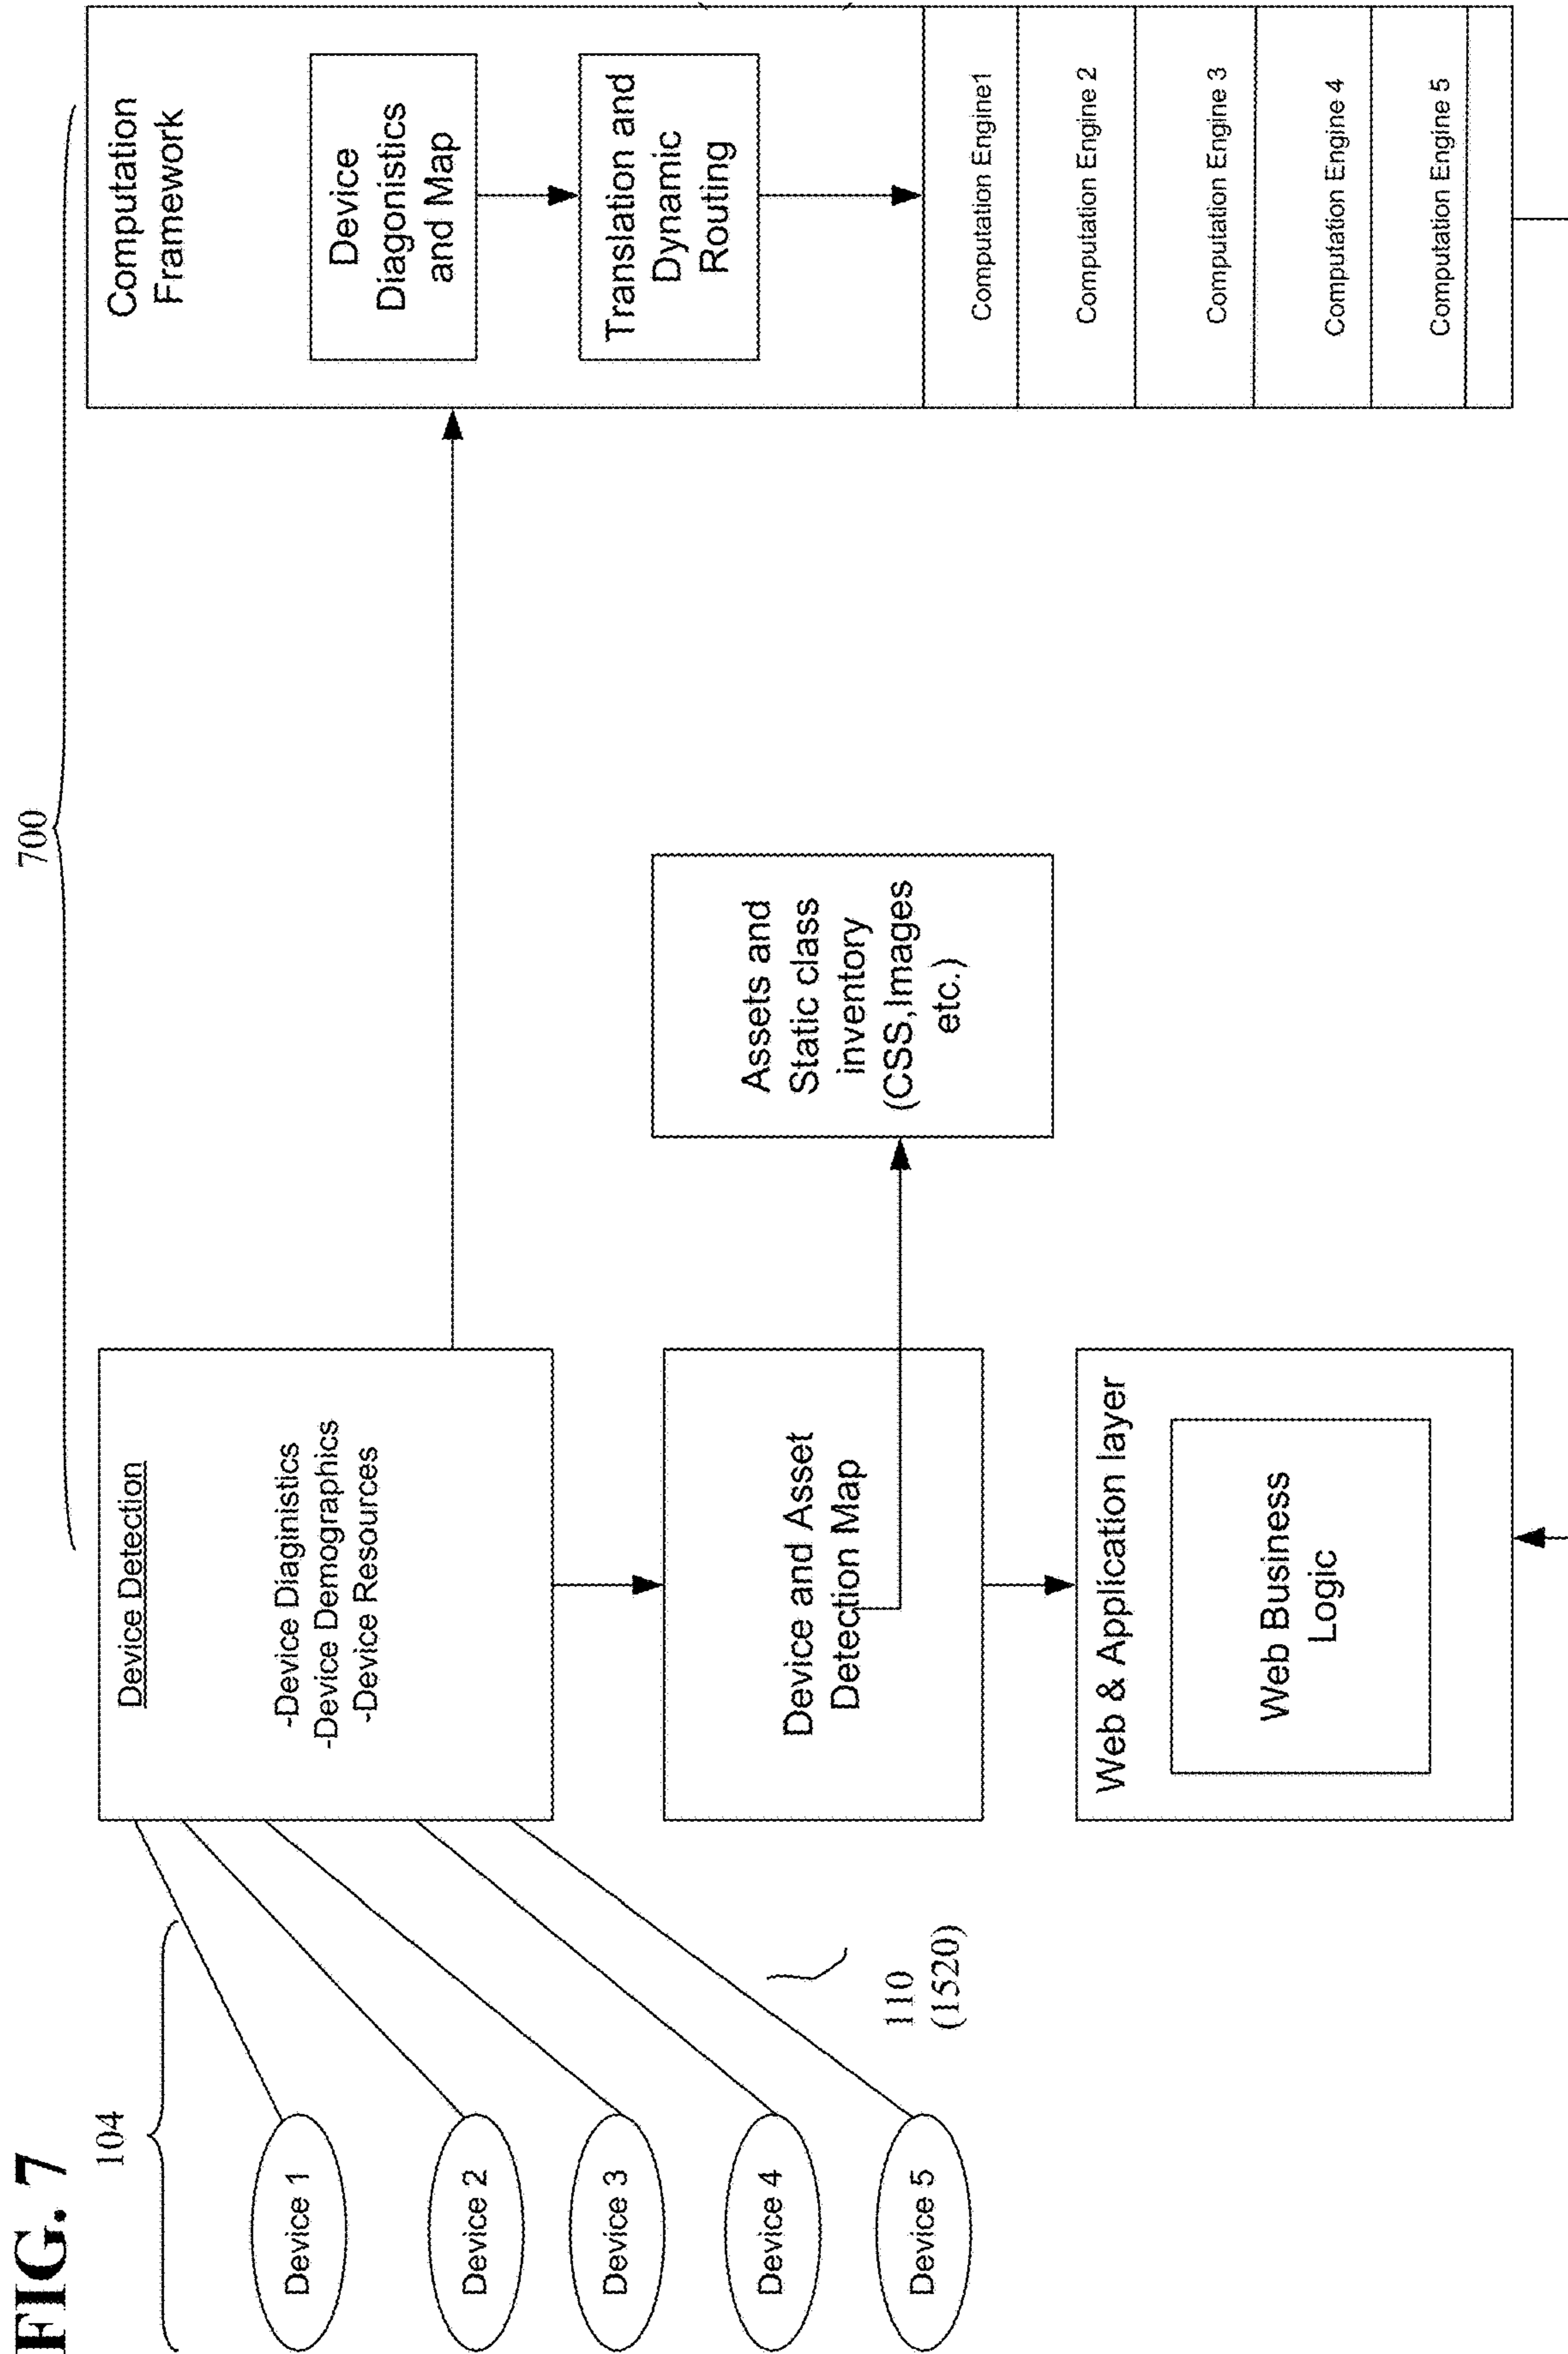 FIG. 7
104
700
Device 1
Device 2
Device 3
Device 4
Device 5
110
(1520)
Device Detection
-Device Diaginistics
-Device Demographics
-Device Resources
Device and Asset
Detection Map
Web & Application layer
Web Business
Logic
Assets and
Static class
inventory
(CSS,Images
etc.)
Computation
Framework
Device
Diagonistics
and Map
Translation and
Dynamic
Routing
Computation Engine1
Computation Engine 2
Computation Engine 3
Computation Engine 4
Computation Engine 5